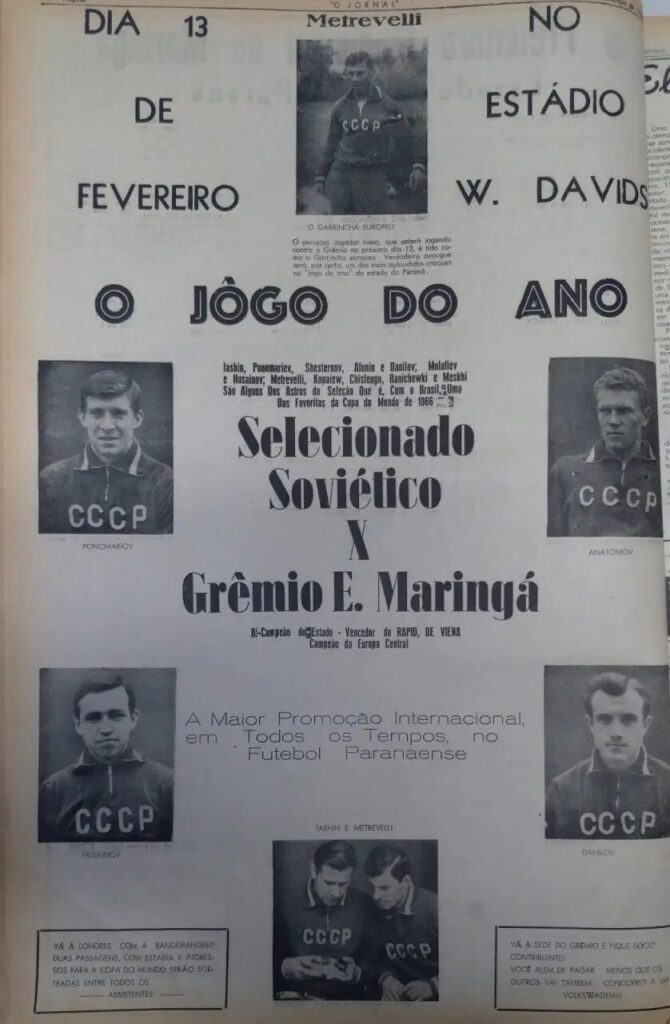 "O JORNAL"
DIA 13
DE
FEVEREIRO
Metrevelli
CCCP
NO
ESTÁDIO
W. DAVIDS
O GARRINCHA EUROPEU
O perigoso jogador russo, que estará jogando
contra o Grêmio no próximo dia 13, é tido co-
mo o Garrincha europeu Verdadeiro azougue
será, por certo, um dos mais aplaudidos craques
no "jogo do ano" do estado do Paraná.
O JÔGO DO ANO
Iashin, Ponomariev, Shesternov, Afonin e Danilov; Molafiev
e Husainov; Metrevelli, Kopaiew, Chislengo, Banichewki e Meskhi
São Alguns Dos Astros da Seleção Que é, Com o Brasil, Uma
Das Favoritas da Copa do Mundo de 1966
Selecionado
Soviético
X
Grêmio E. Maringá
Bi-Campeão do Estado - Vencedor do RAPID, DE VIENA
Campeão da Europa Central
CCCP
PONOMARIOV
CCCP
ANATONIOV
A Maior Promoção Internacional,
em Todos os Tempos, no
Futebol Paranaense
CCCP
HUSAINOV
CCCP
DANILOV
IASHIN E METREVELLI
CCCP
CCCP
VÁ À LONDRES COM A BANDEIRANTES!!!
DUAS PASSAGENS, COM ESTADIA E INGRES-
SOS PARA A COPA DO MUNDO SERÃO SOR-
TEADAS ENTRE TODOS OS
ASSISTENTES
VÁ A SEDE DO GRÊMIO E FIQUE SÓCIO
CONTRIBUINTE!
VOCÊ ALEM DE PAGAR MENOS QUE OS
OUTROS VAI TAMBEM CONCORRER A UM
VOLKSWAGEM!!!